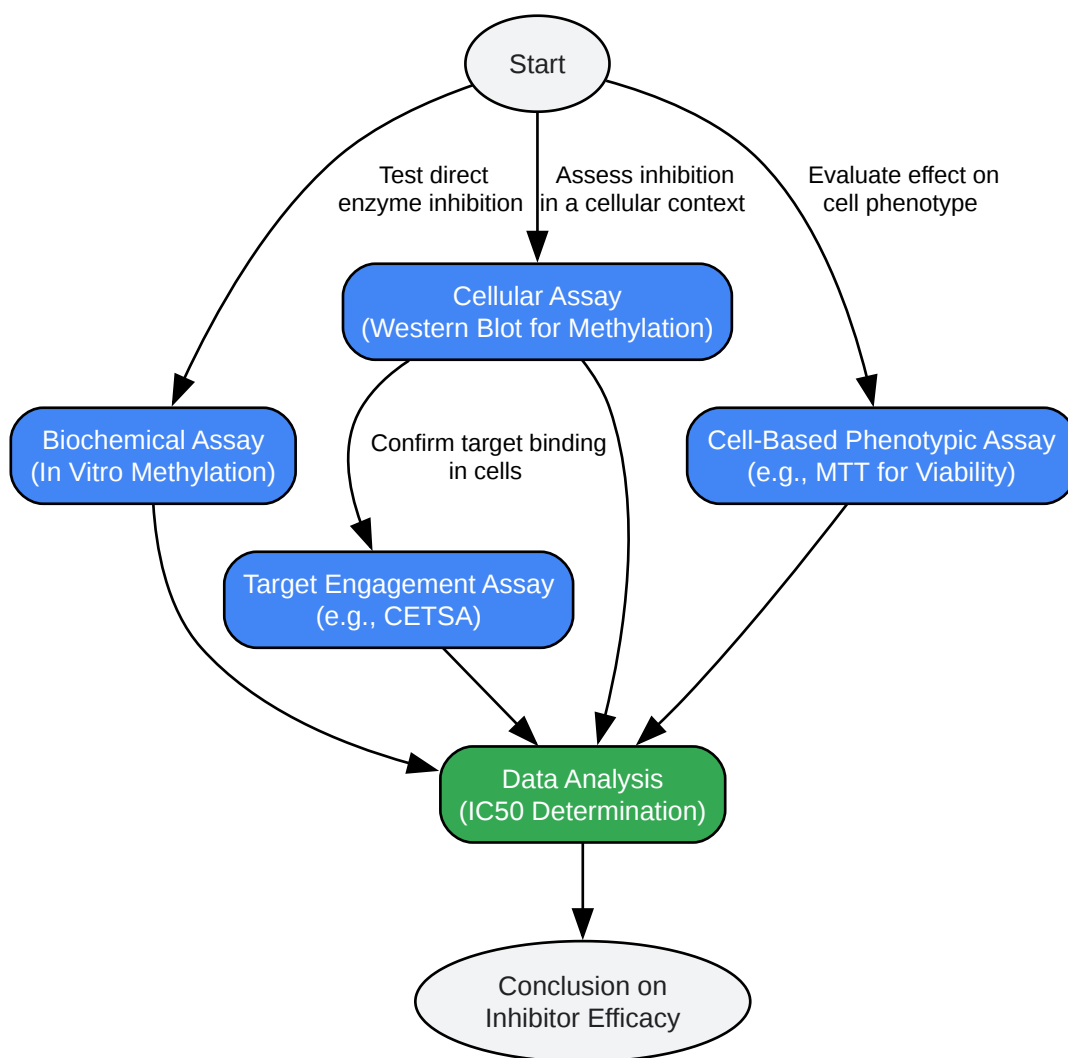 Start
Test direct
enzyme inhibition
Assess inhibition
in a cellular context
Evaluate effect on
cell phenotype
Cellular Assay
(Western Blot for Methylation)
Biochemical Assay
(In Vitro Methylation)
Confirm target binding
in cells
Cell-Based Phenotypic Assay
(e.g., MTT for Viability)
Target Engagement Assay
(e.g., CETSA)
Data Analysis
(IC50 Determination)
Conclusion on
Inhibitor Efficacy